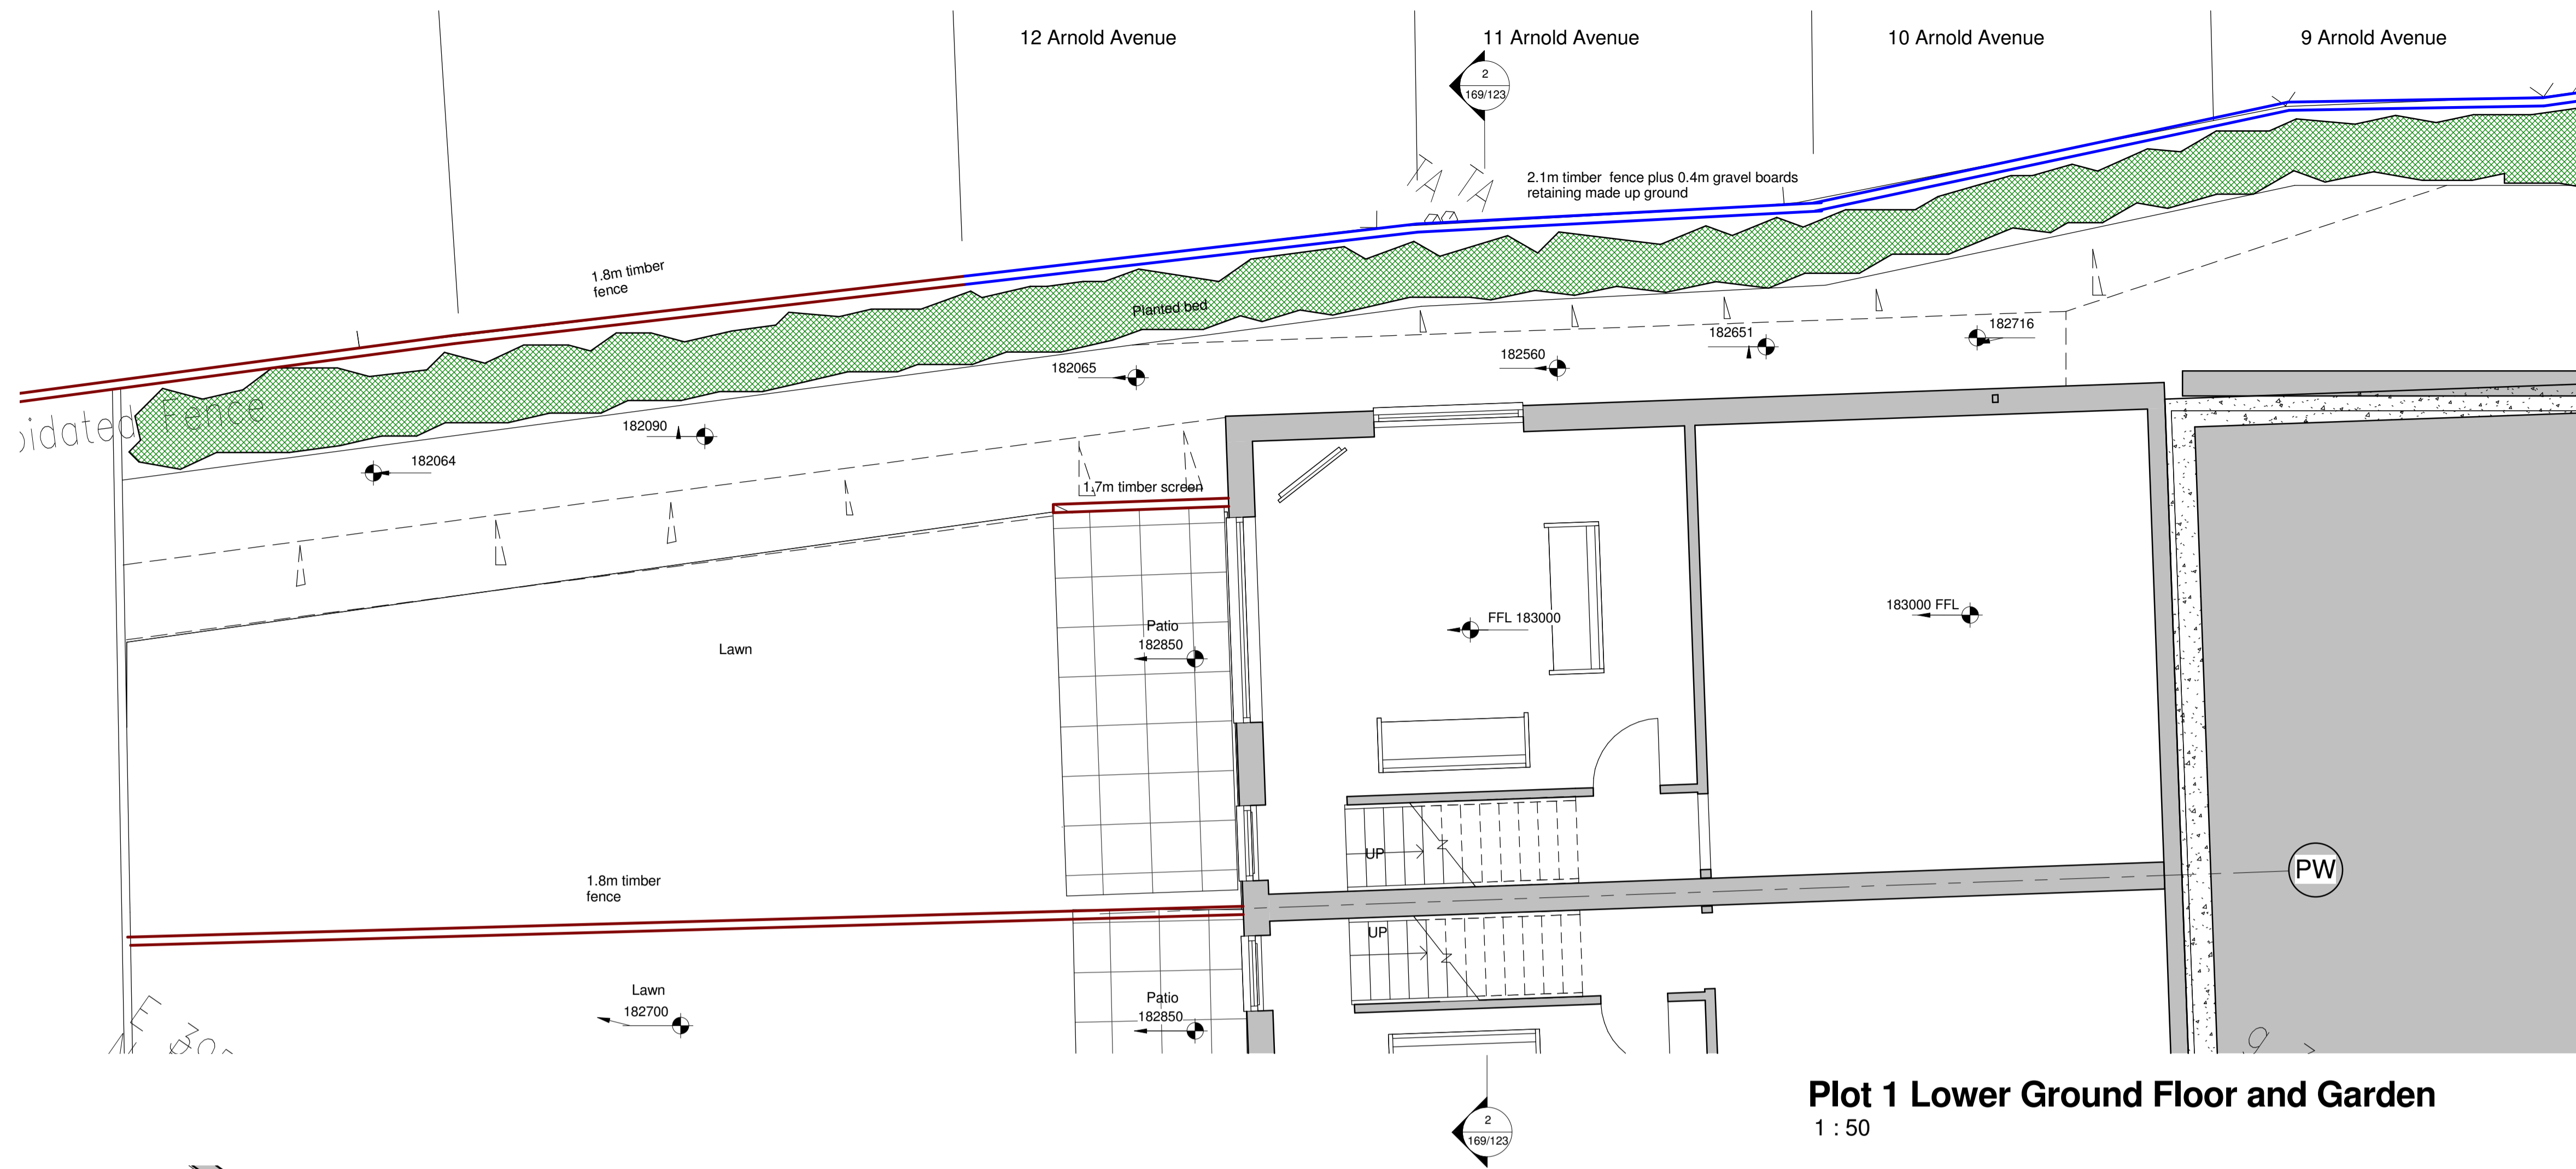 12 Arnold Avenue
11 Arnold Avenue
10 Arnold Avenue
9 Arnold Avenue
2
169/123
TA
TA
2.1m timber fence plus 0.4m gravel boards
retaining made up ground
1.8m timber
fence
Planted bed
182716
182651
182560
182065
Fence
182090
182064
1.7m timber screen
Patio
182850
FFL 183000
183000 FFL
Lawn
UP
PW
1.8m timber
fence
UP
Lawn
182700
Patio
182850
Plot 1 Lower Ground Floor and Garden
1 : 50
2
169/123